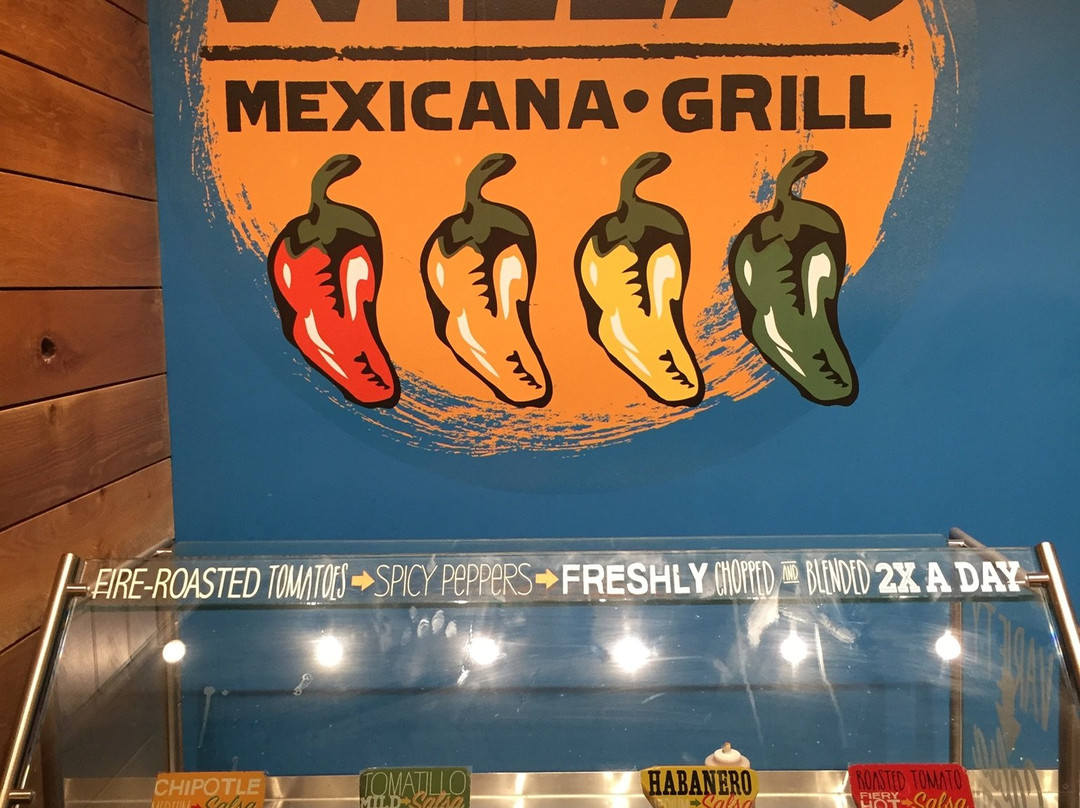 MEXICANA • GRILL
FIRE-ROASTED TOMATOES ➡ SPICY PEPPERS ➡ FRESHLY CHOPPED AND BLENDED 2X A DAY
CHIPOTLE
MEDIUM Salsa
TOMATILLO
MILD Salsa
HABANERO
Salsa
ROASTED TOMATO
FIERY
HOT Salsa